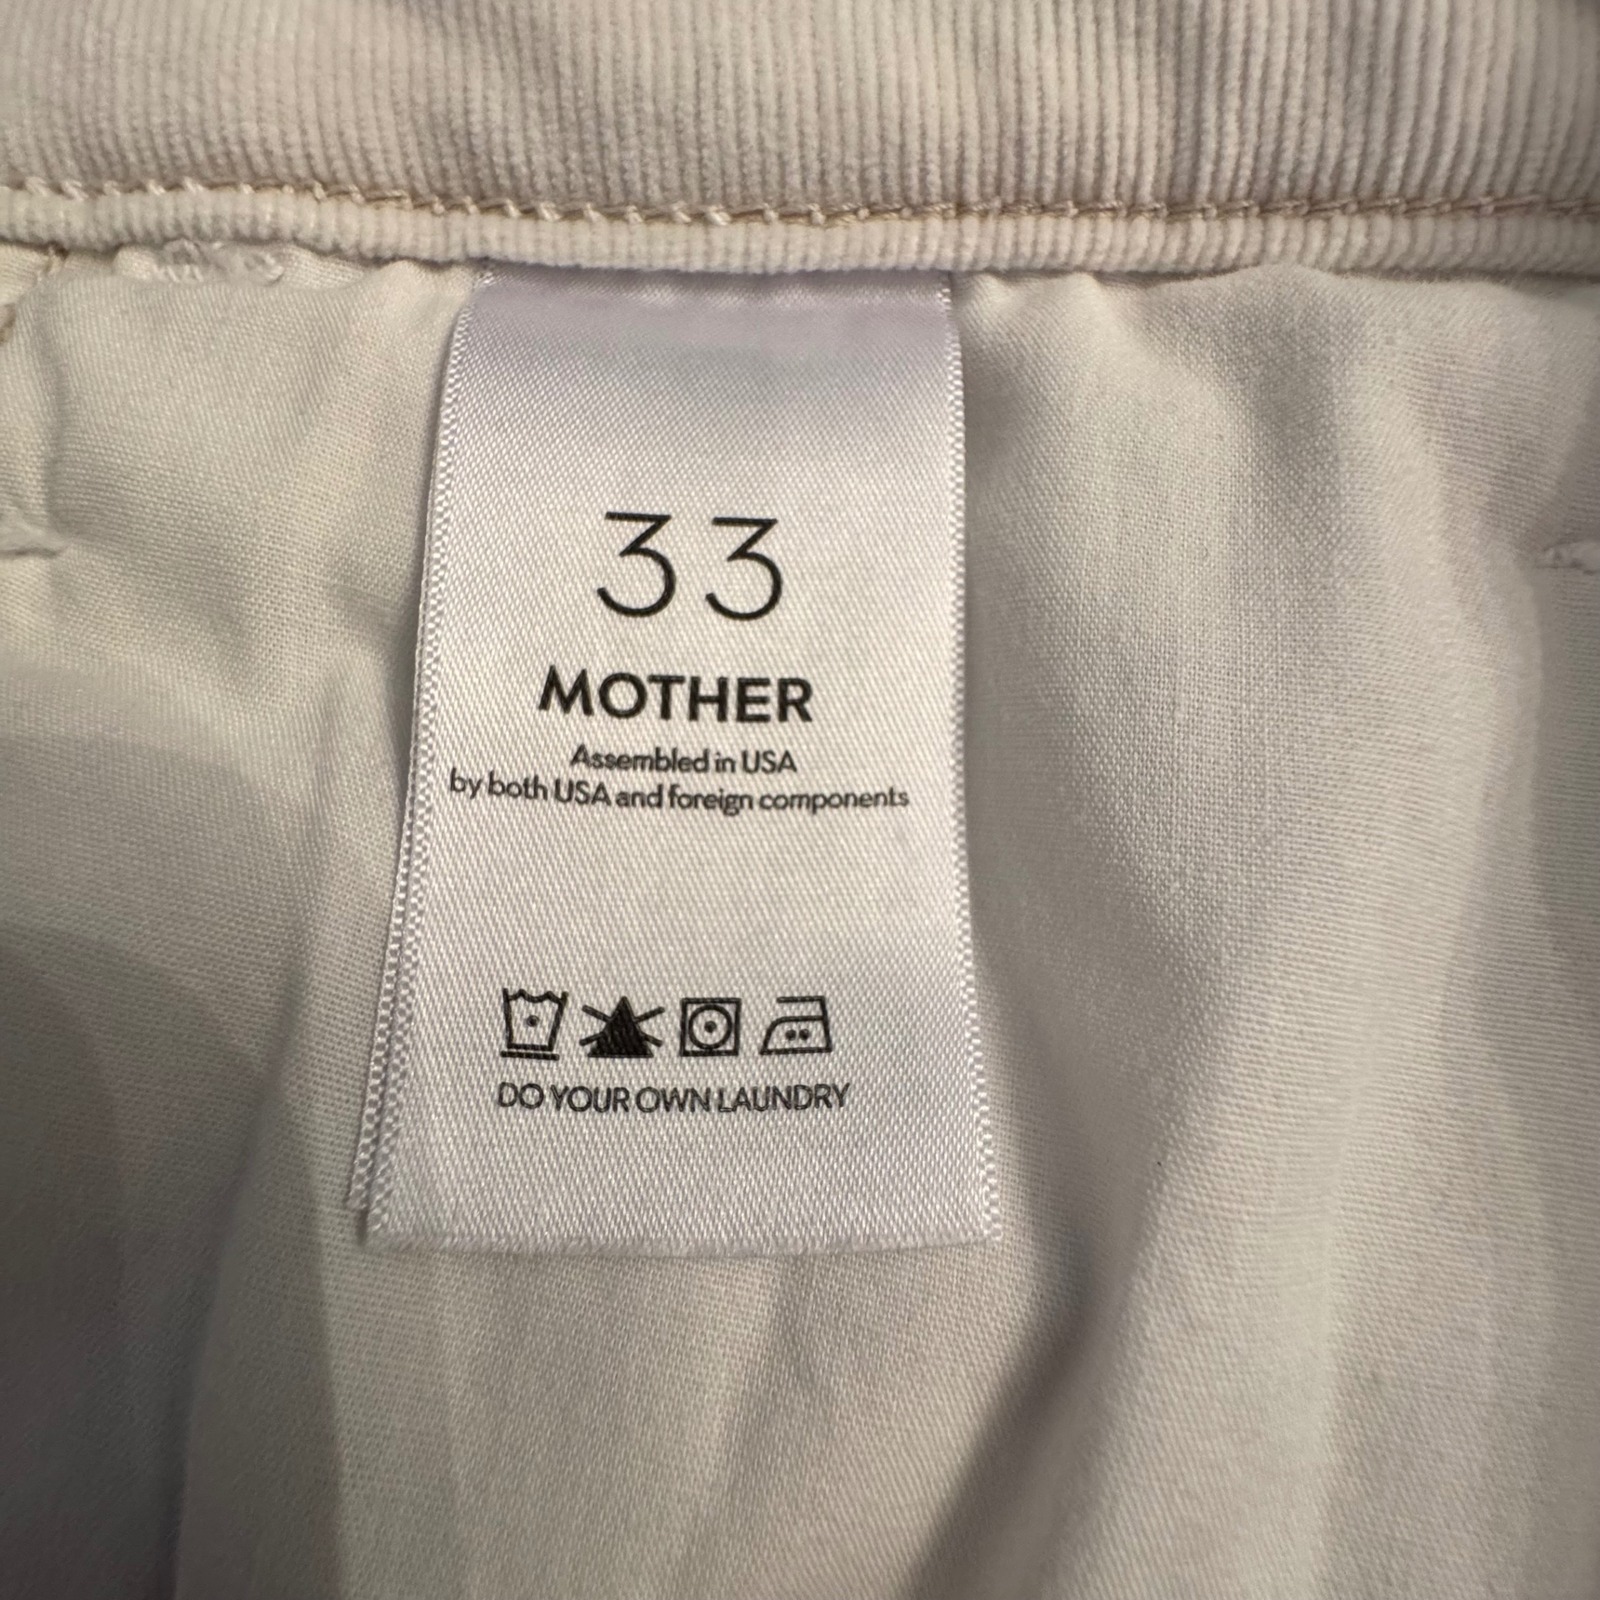 33
MOTHER
Assembled in USA
by both USA and foreign components
DO YOUR OWN LAUNDRY